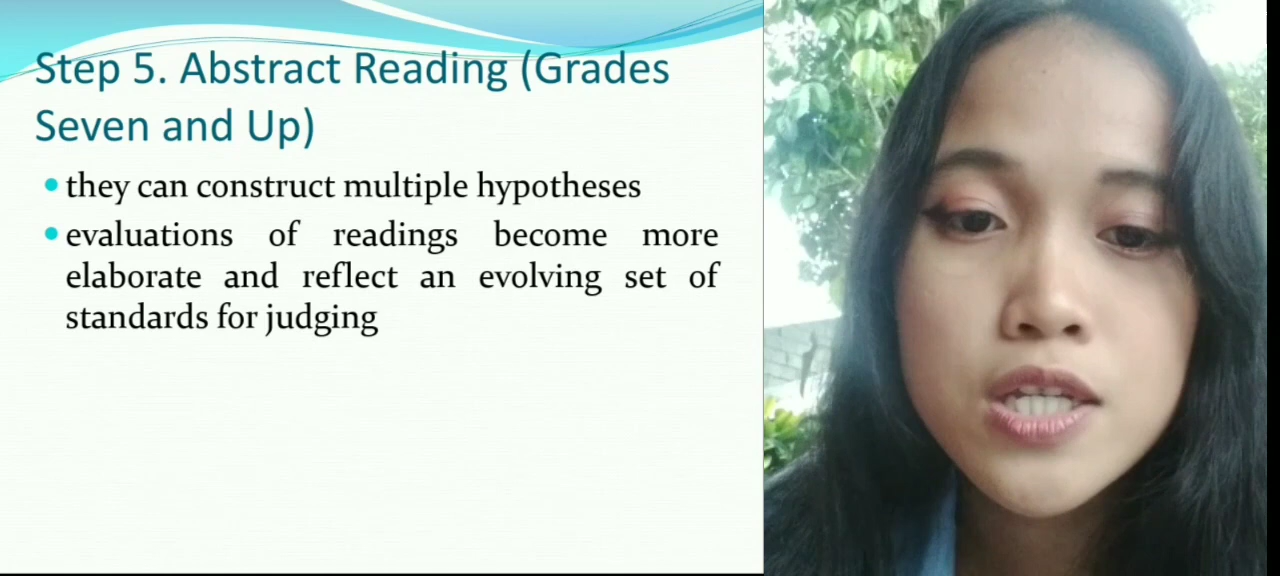 Step 5. Abstract Reading (Grades
Seven and Up)
they can construct multiple hypotheses
evaluations of readings become more
elaborate and reflect an evolving set of
standards for judging